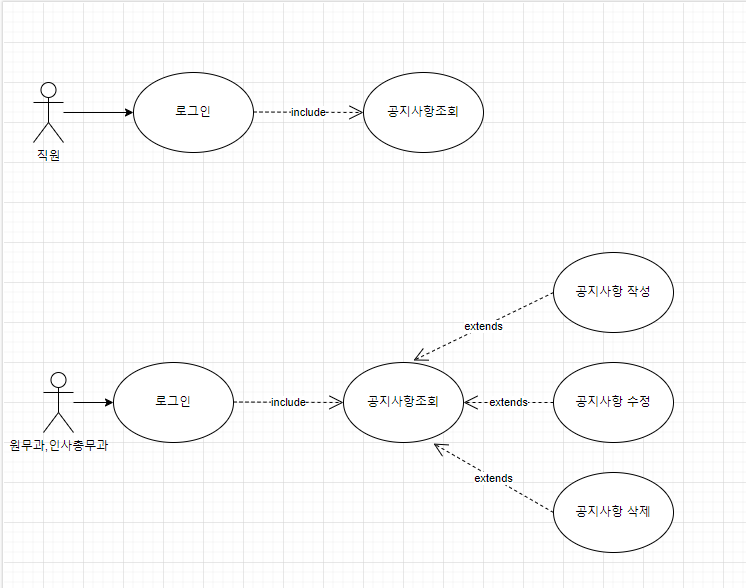 로그인
include
공지사항조회
직원
공지사항 작성
extends
로그인
include
공지사항조회
extends
공지사항 수정
원무과,인사총무과
extends
공지사항 삭제